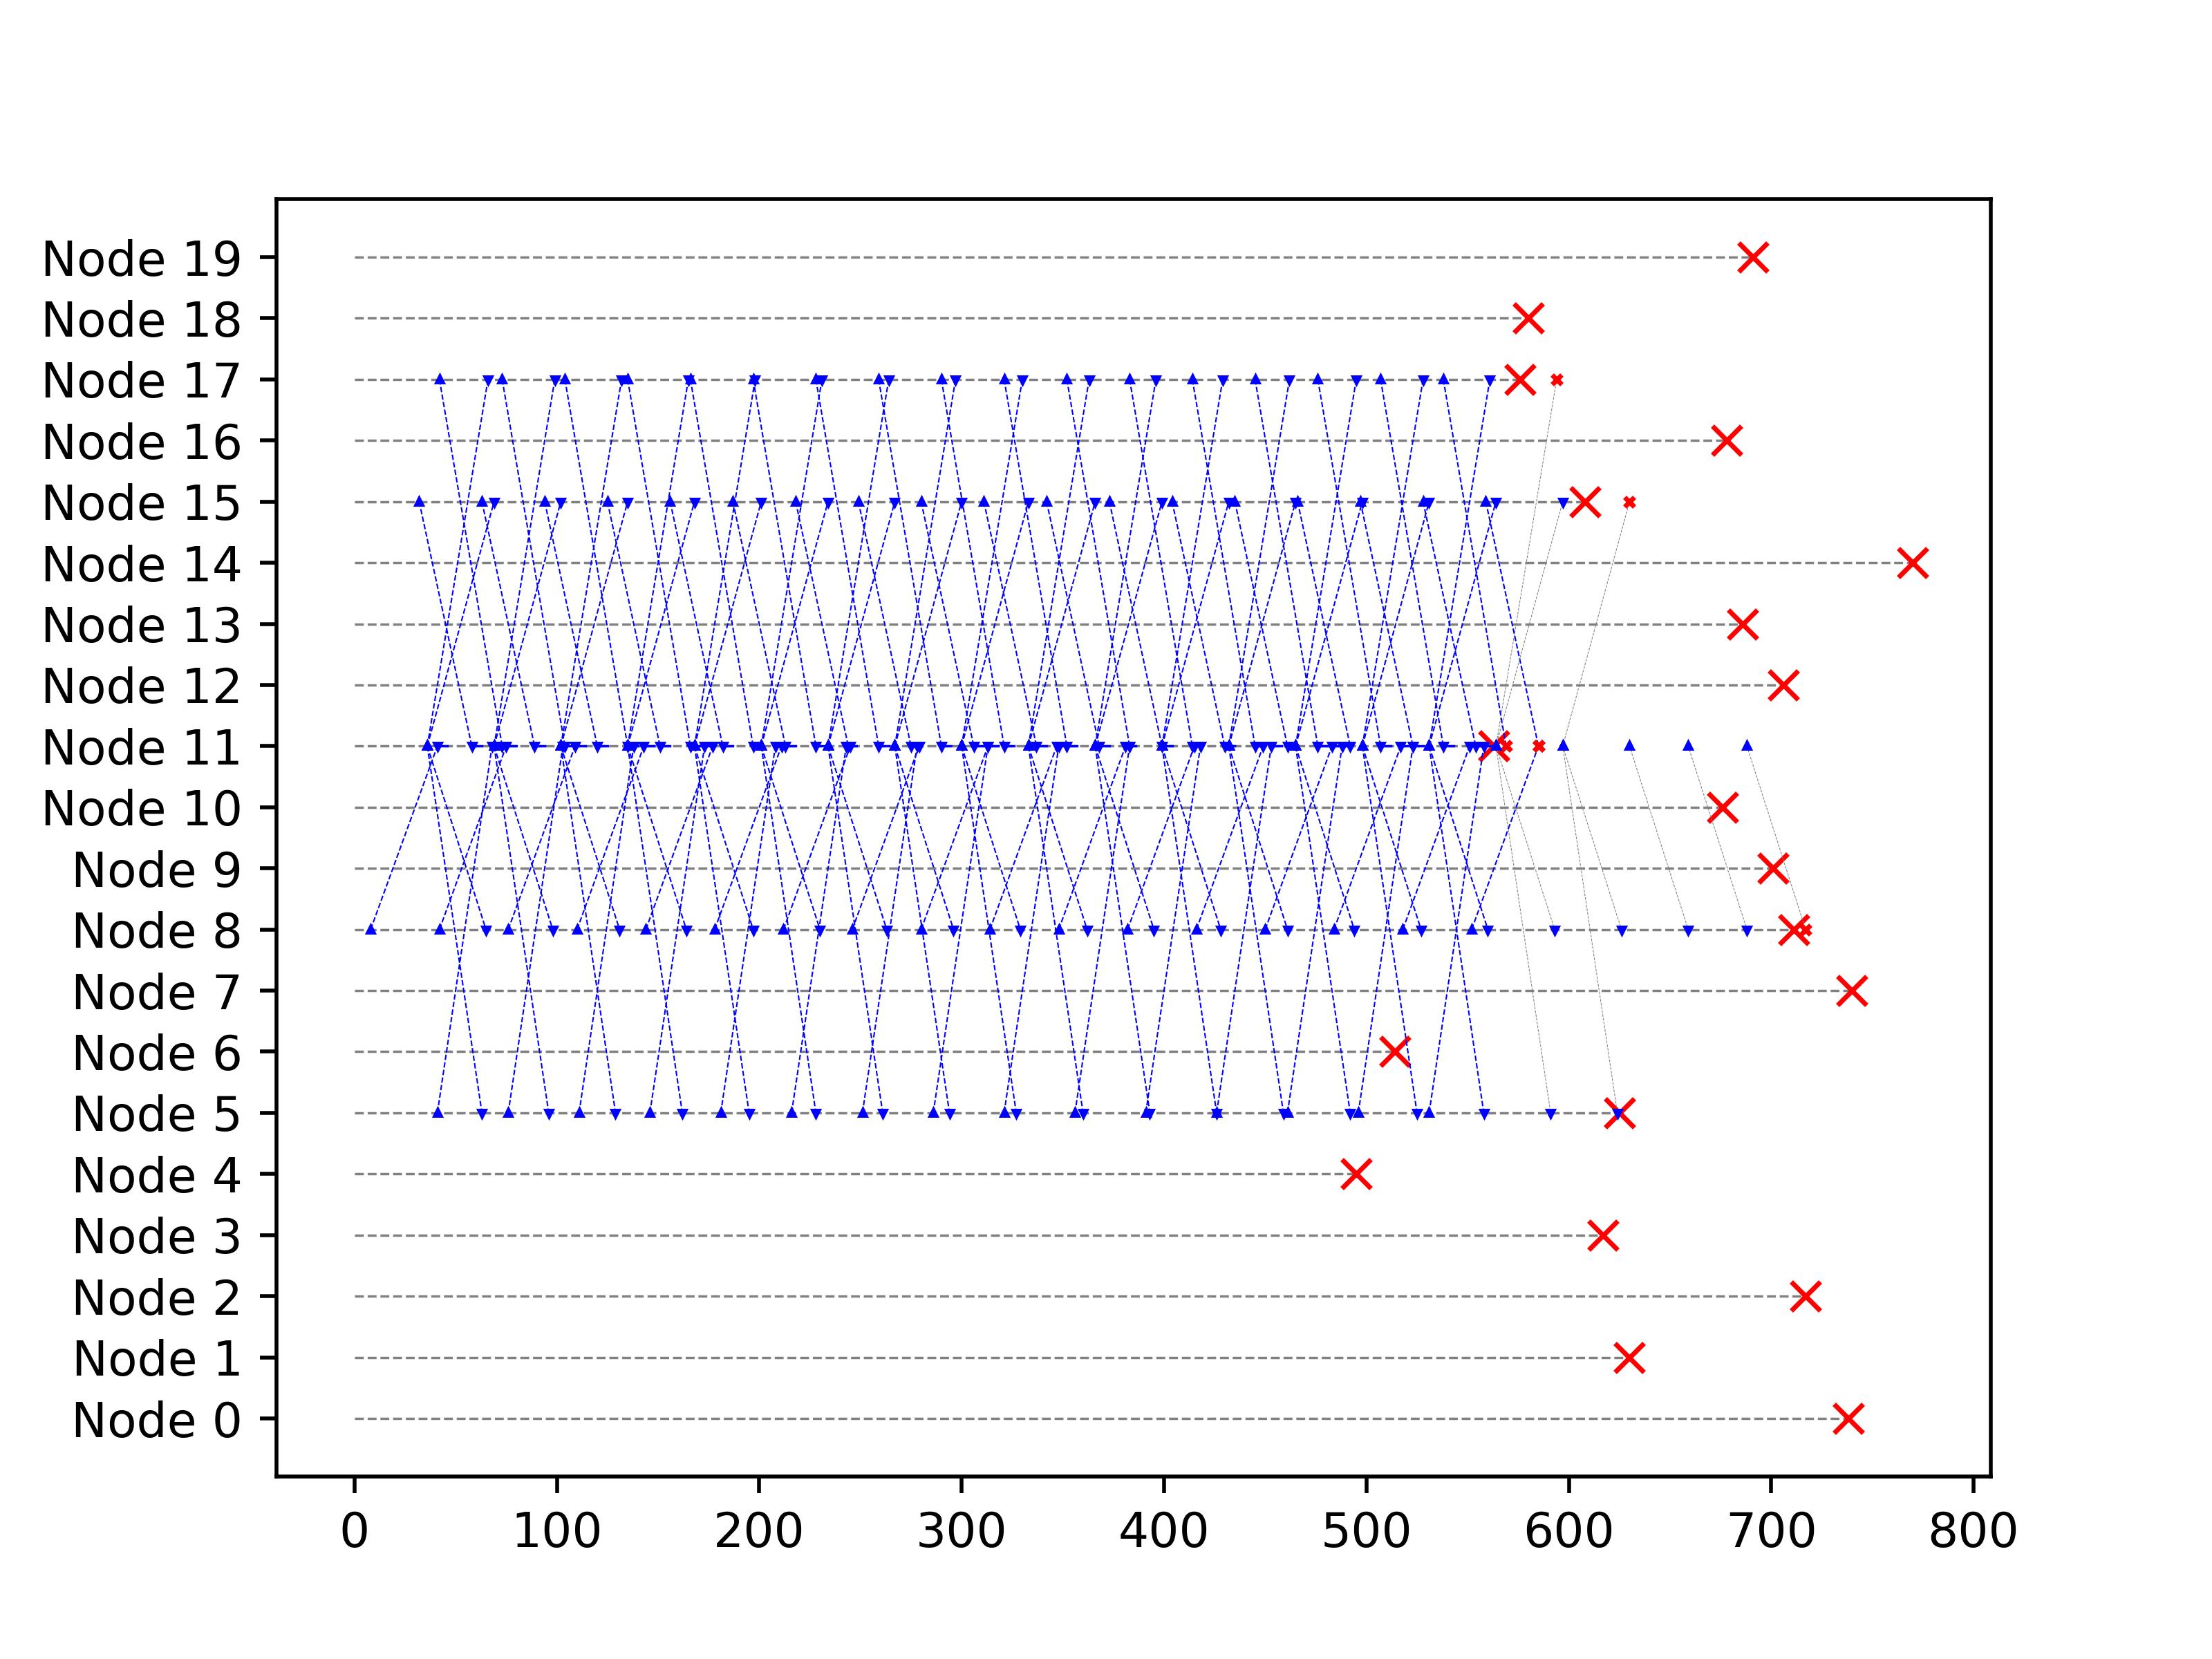 Node 19
Node 18
Node 17
Node 16
Node 15
Node 14
Node 13
Node 12
Node 11
Node 10
Node 9
Node 8
Node 7
Node 6
Node 5
Node 4
Node 3
Node 2
Node 1
Node 0
0 100 200 300 400 500 600 700 800